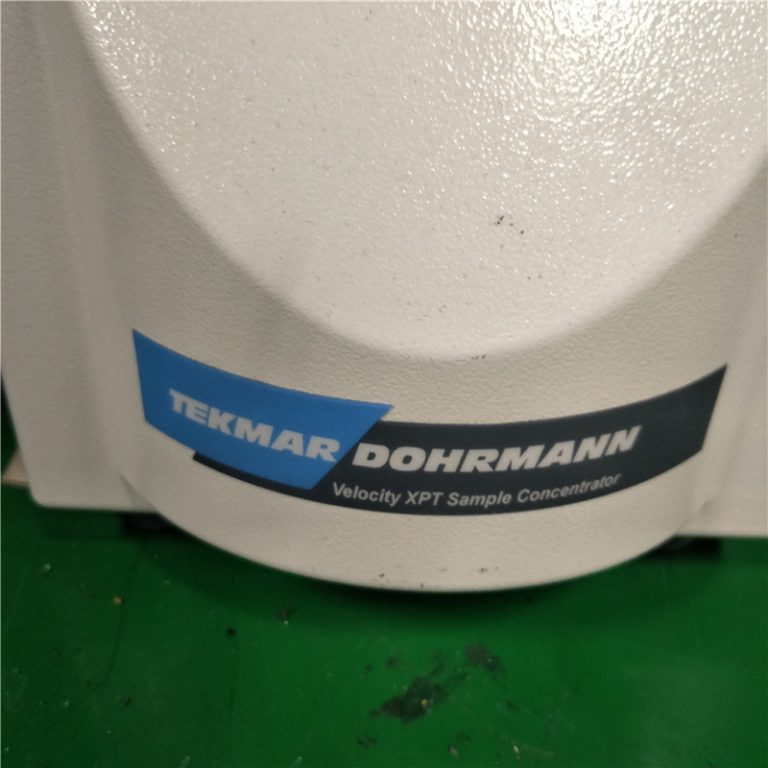 TEKMAR DOHRMANN
Velocity XPT Sample Concentrator